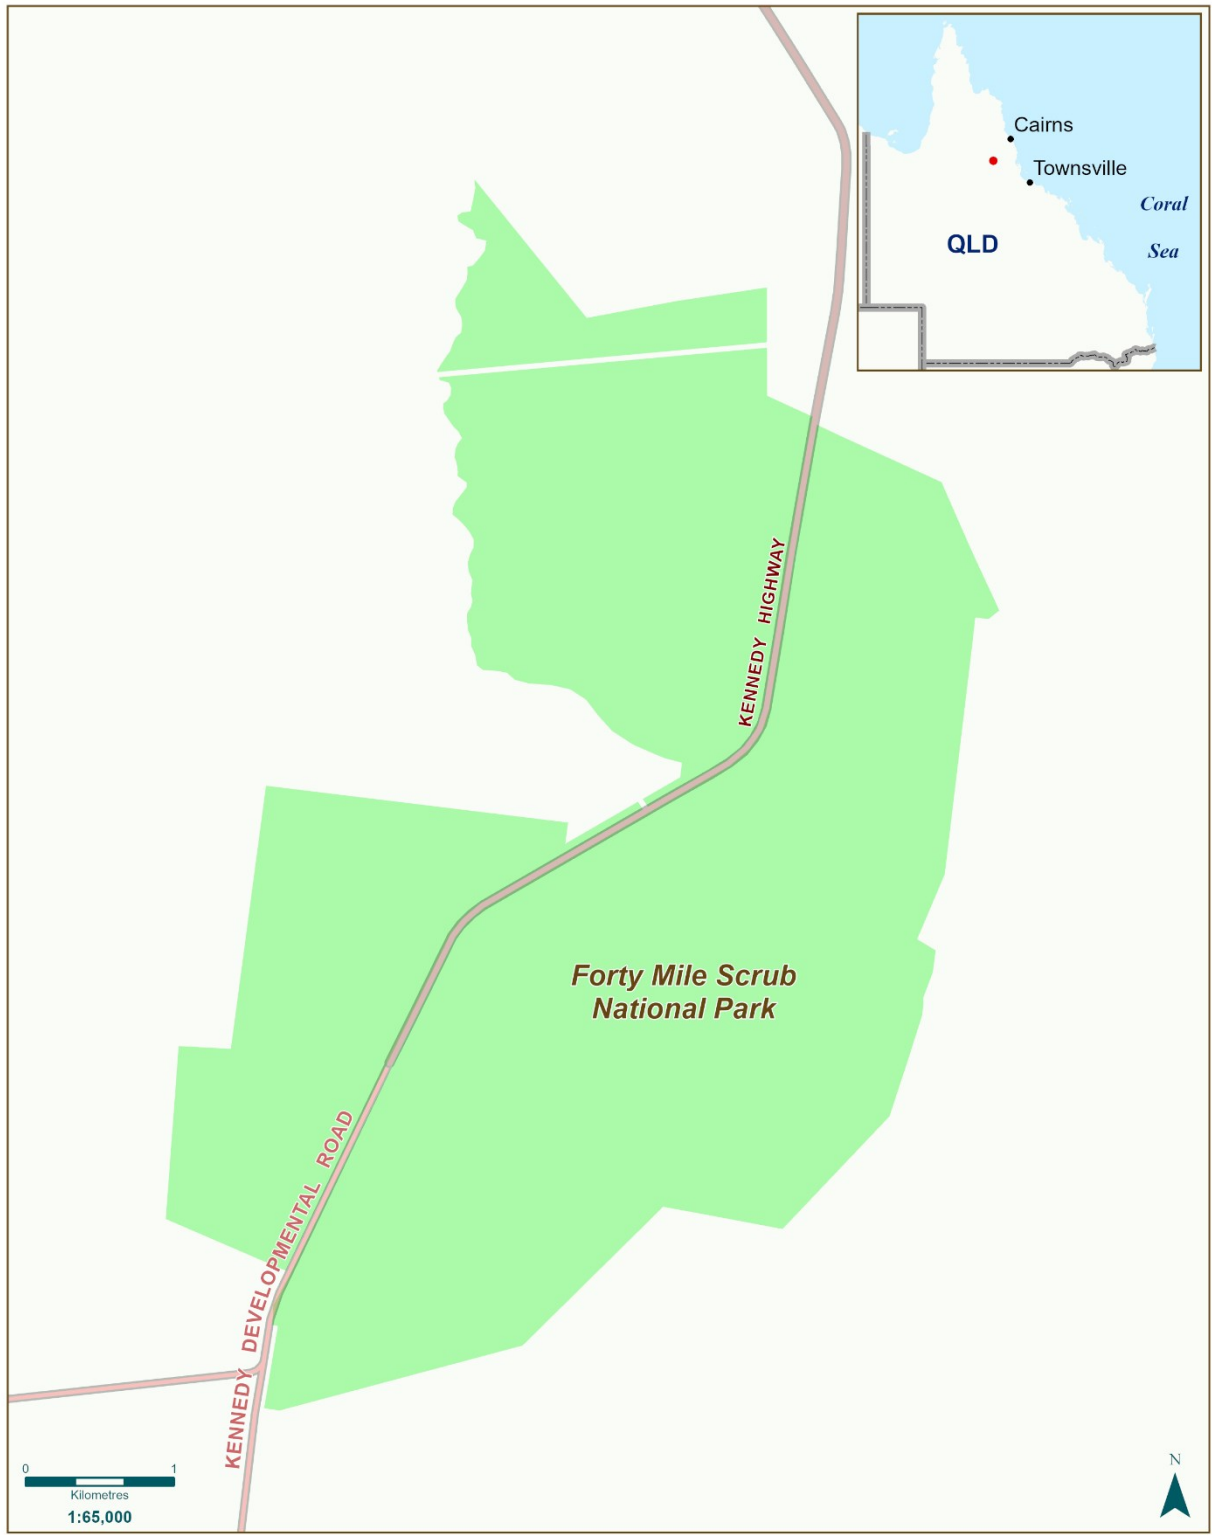 Cairns
Townsville
Coral
Sea
QLD
KENNEDY HIGHWAY
Forty Mile Scrub
National Park
KENNEDY DEVELOPMENTAL ROAD
0 1
Kilometres
1:65,000
N